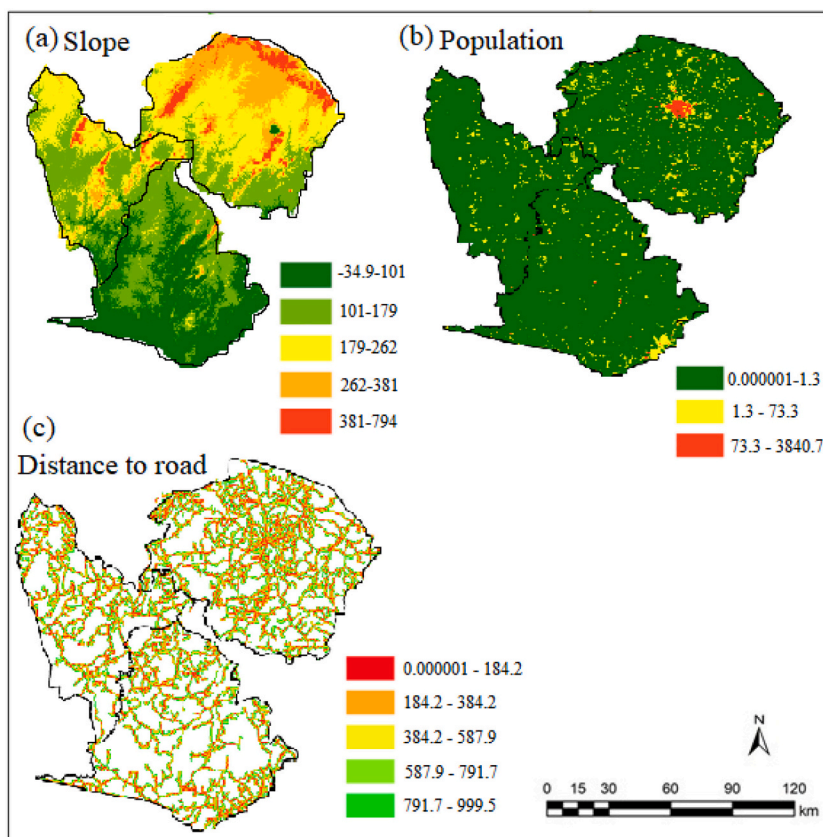 (a) Slope
(b) Population
-34.9-101
101-179
179-262
262-381
381-794
0.000001-1.3
1.3 - 73.3
73.3 - 3840.7
(c)
Distance to road
0.000001 - 184.2
184.2 - 384.2
384.2 - 587.9
587.9 - 791.7
791.7 - 999.5
N
0 15 30 60 90 120
km